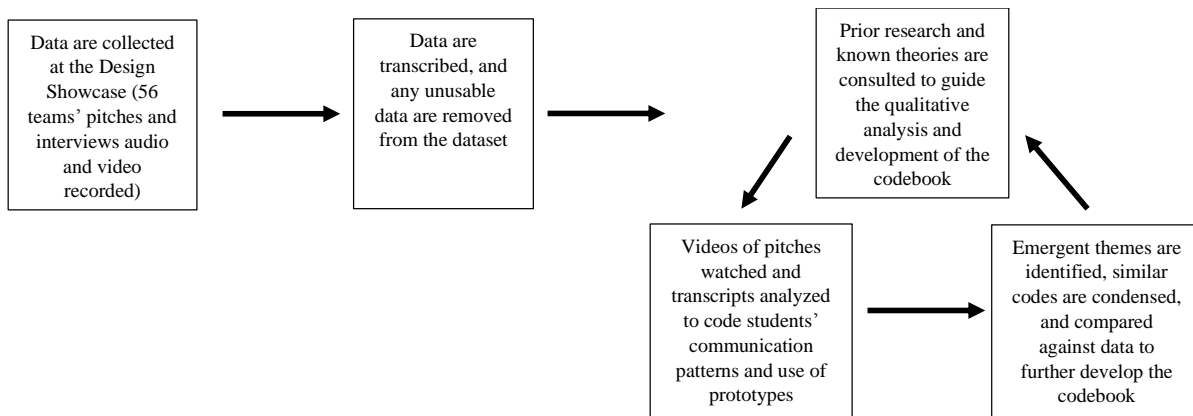 Data are collected
at the Design
Showcase (56
teams’ pitches and
interviews audio
and video
recorded)
Data are
transcribed, and
any unusable
data are removed
from the dataset
Prior research and
known theories are
consulted to guide
the qualitative
analysis and
development of the
codebook
Videos of pitches
watched and
transcripts analyzed
to code students’
communication
patterns and use of
prototypes
Emergent themes are
identified, similar
codes are condensed,
and compared
against data to
further develop the
codebook